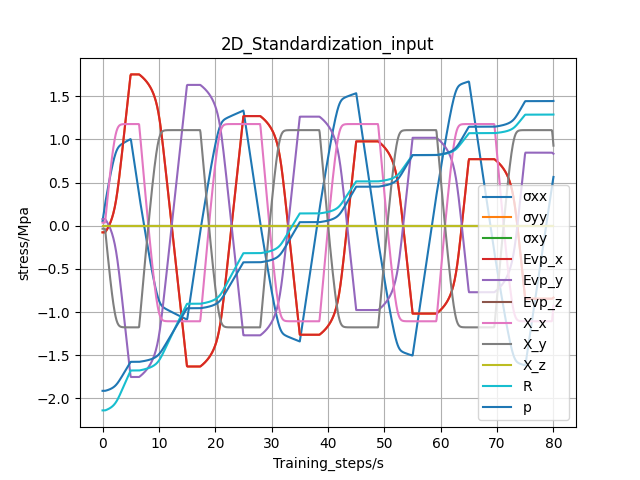 2D_Standardization_input
stress/Mpa
1.5
1.0
0.5
0.0
−0.5
−1.0
−1.5
−2.0
σxx
σyy
σxy
Evp_x
Evp_y
Evp_z
X_x
X_y
X_z
R
p
0 10 20 30 40 50 60 70 80
Training_steps/s